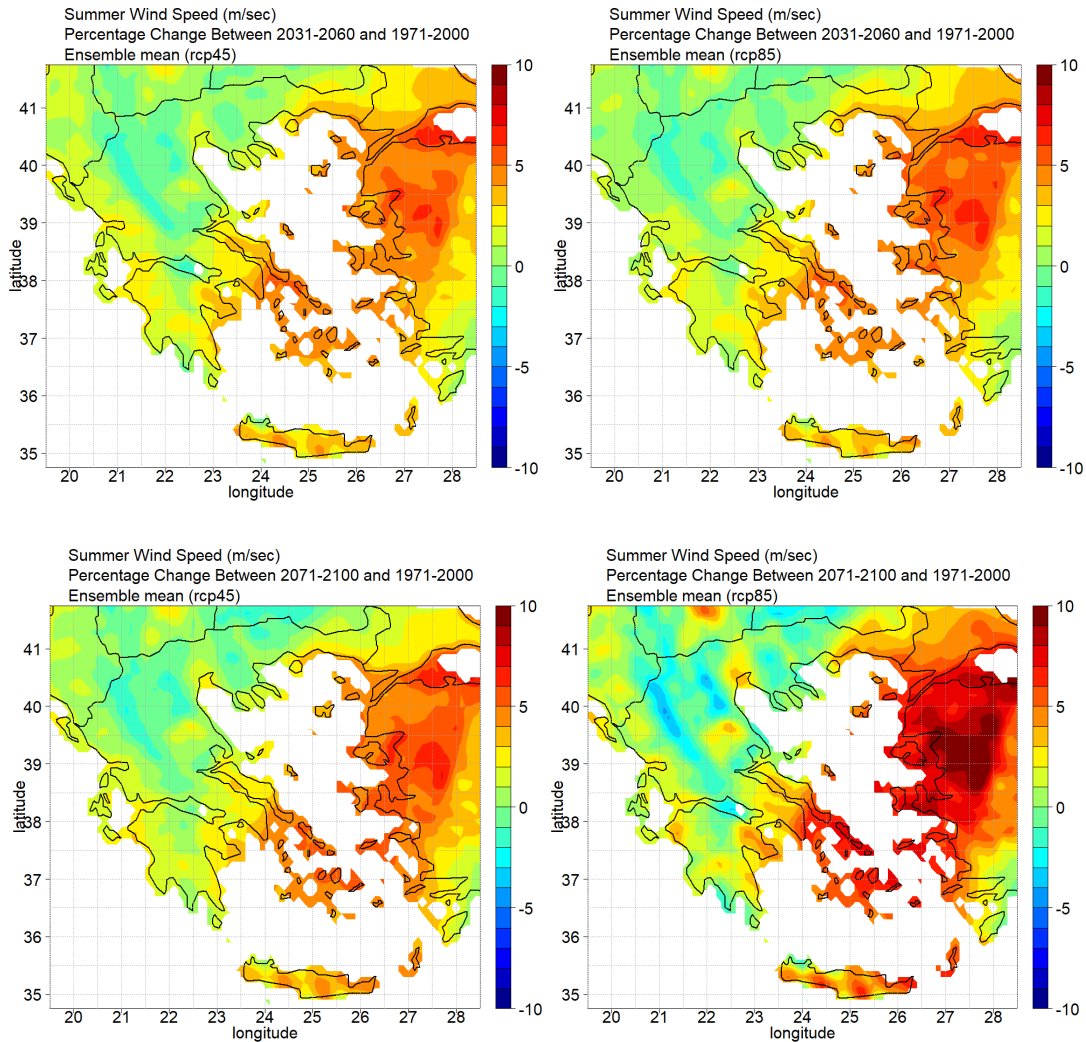 Summer Wind Speed (m/sec)
Percentage Change Between 2031-2060 and 1971-2000
Ensemble mean (rcp45)
41
40
39
38
37
36
35
latitude
20 21 22 23 24 25 26 27 28
longitude
10
5
0
-5
-10
Summer Wind Speed (m/sec)
Percentage Change Between 2031-2060 and 1971-2000
Ensemble mean (rcp85)
41
40
39
38
37
36
35
latitude
20 21 22 23 24 25 26 27 28
longitude
10
5
0
-5
-10
Summer Wind Speed (m/sec)
Percentage Change Between 2071-2100 and 1971-2000
Ensemble mean (rcp45)
41
40
39
38
37
36
35
latitude
20 21 22 23 24 25 26 27 28
longitude
10
5
0
-5
-10
Summer Wind Speed (m/sec)
Percentage Change Between 2071-2100 and 1971-2000
Ensemble mean (rcp85)
41
40
39
38
37
36
35
latitude
20 21 22 23 24 25 26 27 28
longitude
10
5
0
-5
-10